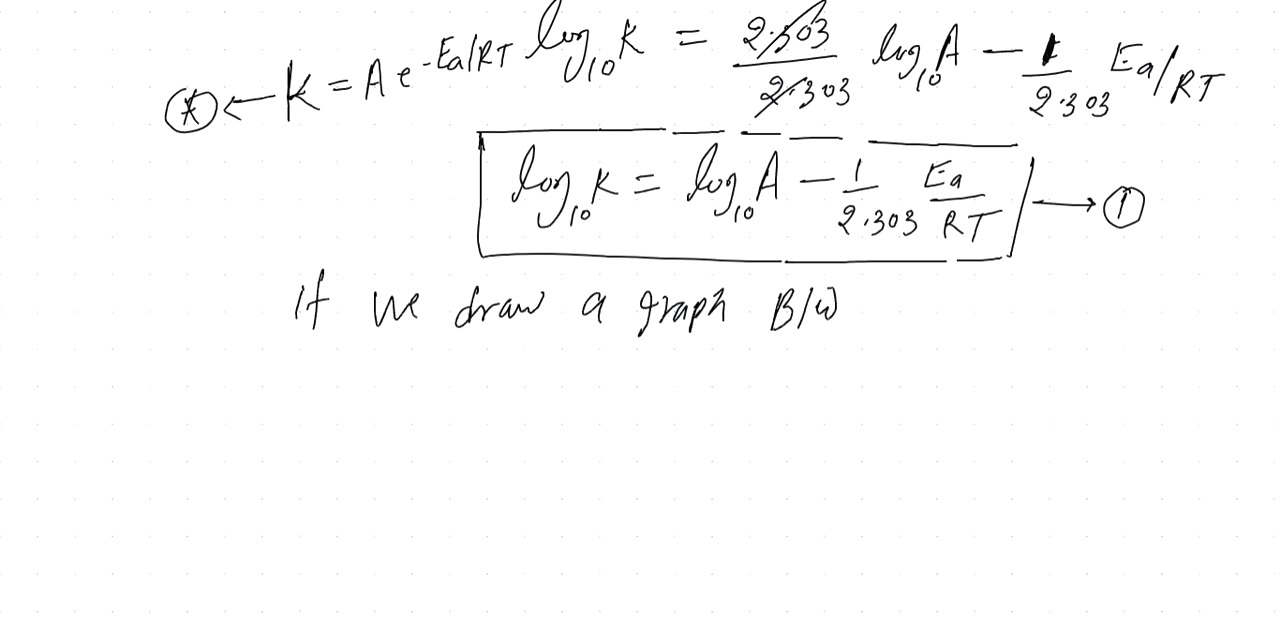 ⊛ ← K = A e^-Ea/RT log₁₀ K = 2.303/2.303 log₁₀ A - 1/2.303 Ea/RT
log₁₀ K = log₁₀ A - 1/2.303 Ea/RT → ①
if we draw a graph B/W